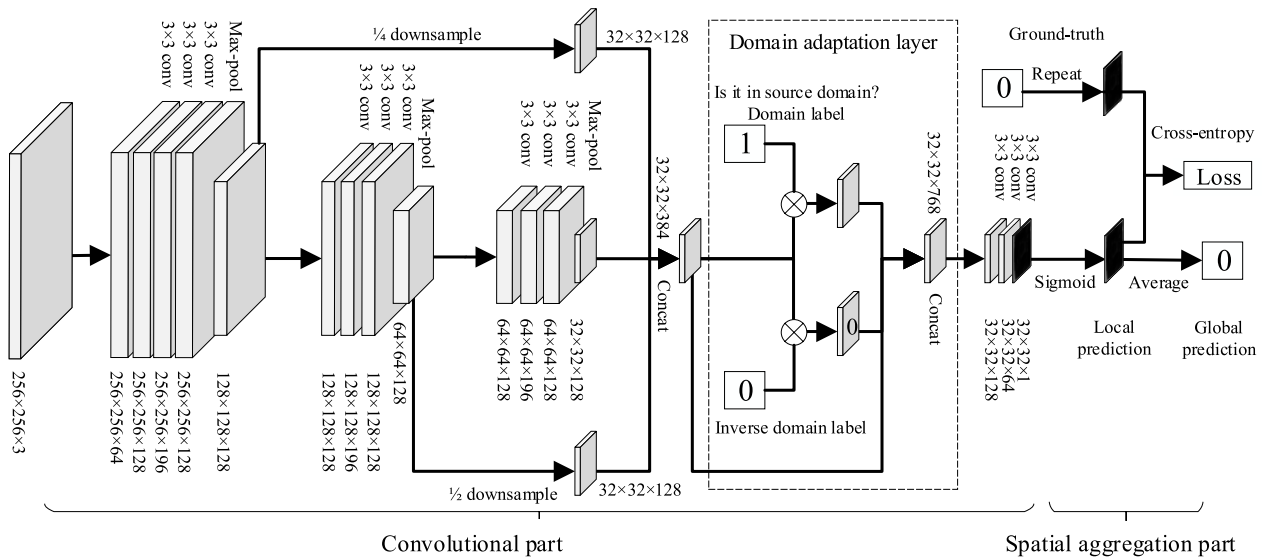 3×3 conv
3×3 conv
3×3 conv
Max-pool
¼ downsample
32×32×128
3×3 conv
3×3 conv
3×3 conv
Max-pool
3×3 conv
3×3 conv
3×3 conv
Max-pool
256×256×3
256×256×64
256×256×128
256×256×196
256×256×128
128×128×128
128×128×128
128×128×196
128×128×128
64×64×128
64×64×128
64×64×196
64×64×128
32×32×128
½ downsample
32×32×128
32×32×384
Concat
Domain adaptation layer
Is it in source domain?
Domain label
1
0
0
Inverse domain label
32×32×768
Concat
3×3 conv
3×3 conv
3×3 conv
32×32×128
32×32×64
32×32×1
Ground-truth
0
Repeat
Cross-entropy
Loss
Sigmoid
Average
0
Local
prediction
Global
prediction
Convolutional part
Spatial aggregation part